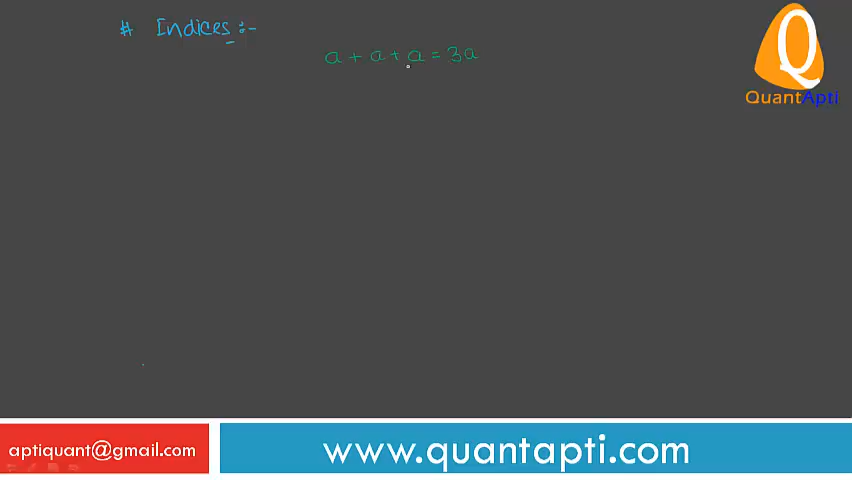 # Indices :-
a + a + a = 3a
Q
QuantApti
aptiquant@gmail.com
www.quantapti.com